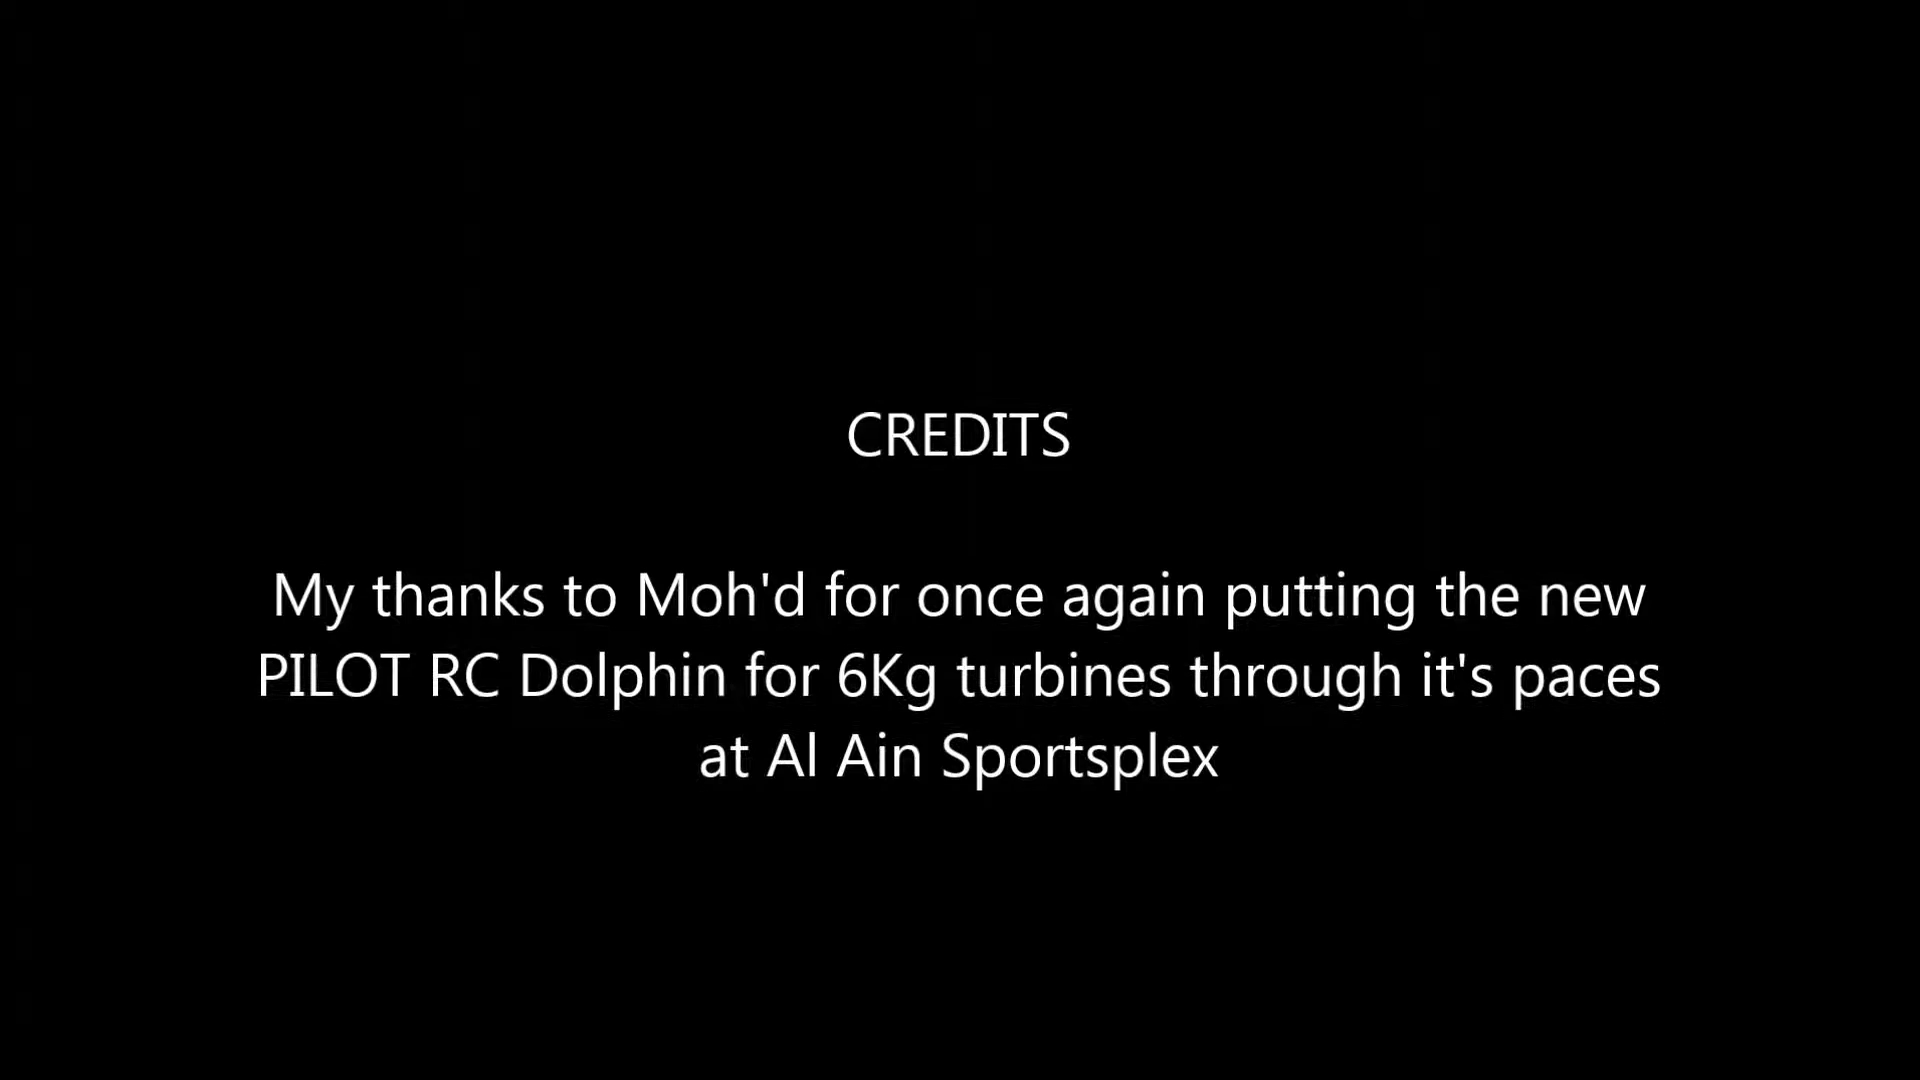 CREDITS
My thanks to Moh'd for once again putting the new
PILOT RC Dolphin for 6Kg turbines through it's paces
at Al Ain Sportsplex